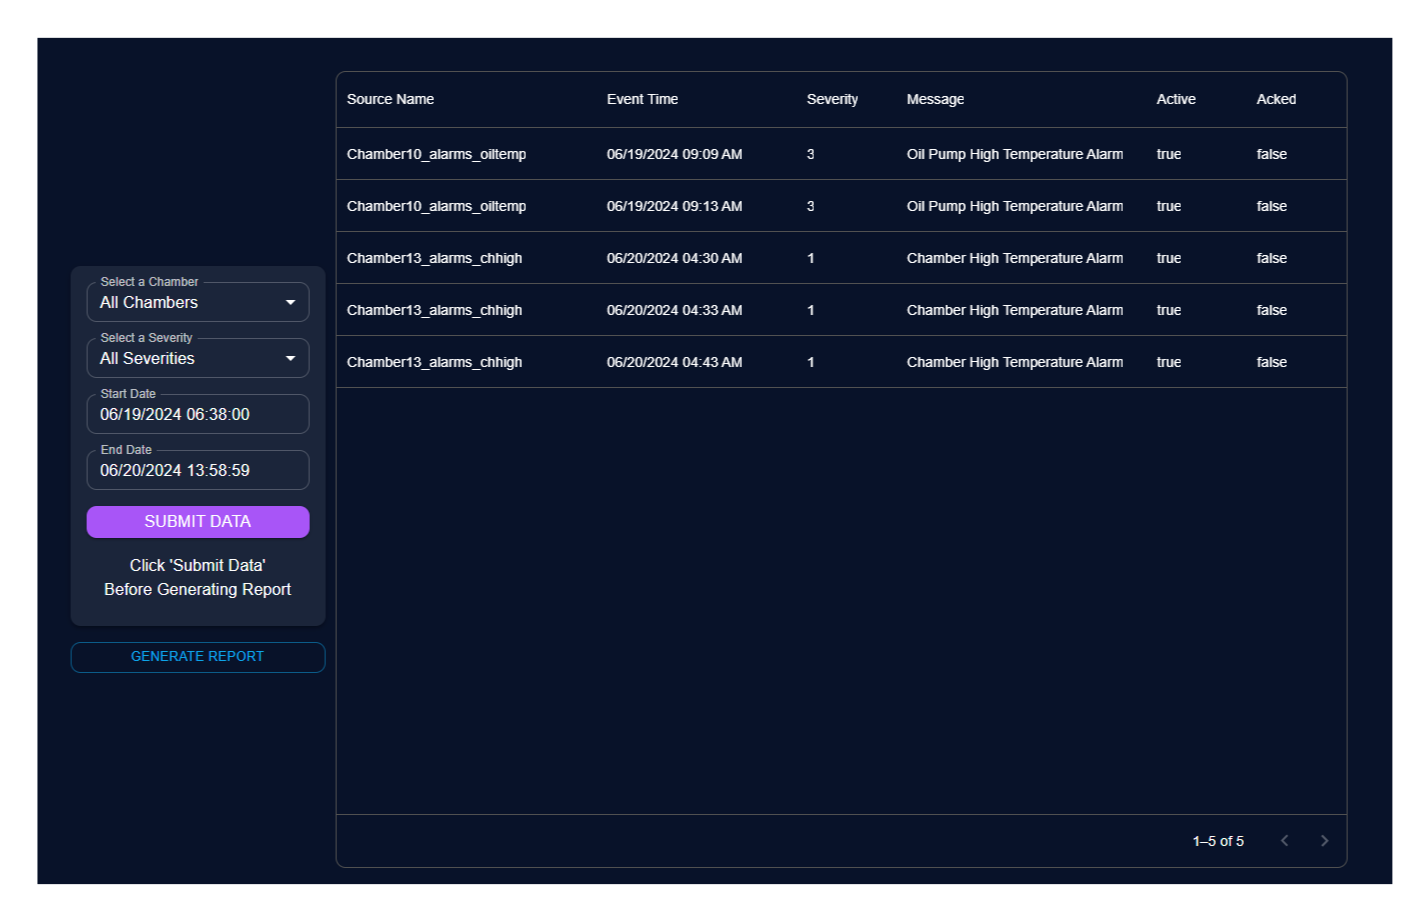 Select a Chamber
All Chambers
Select a Severity
All Severities
Start Date
06/19/2024 06:38:00
End Date
06/20/2024 13:58:59
SUBMIT DATA
Click 'Submit Data'
Before Generating Report
GENERATE REPORT
Source Name Event Time Severity Message Active Acked
Chamber10_alarms_oiltemp 06/19/2024 09:09 AM 3 Oil Pump High Temperature Alarm true false
Chamber10_alarms_oiltemp 06/19/2024 09:13 AM 3 Oil Pump High Temperature Alarm true false
Chamber13_alarms_chhigh 06/20/2024 04:30 AM 1 Chamber High Temperature Alarm true false
Chamber13_alarms_chhigh 06/20/2024 04:33 AM 1 Chamber High Temperature Alarm true false
Chamber13_alarms_chhigh 06/20/2024 04:43 AM 1 Chamber High Temperature Alarm true false
1–5 of 5